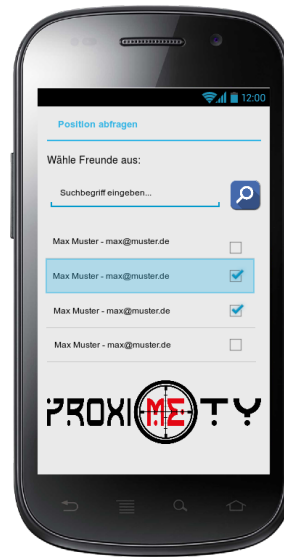 12:00
Position abfragen
Wähle Freunde aus:
Suchbegriff eingeben...
Max Muster - max@muster.de
Max Muster - max@muster.de
Max Muster - max@muster.de
Max Muster - max@muster.de
PROXIMETY